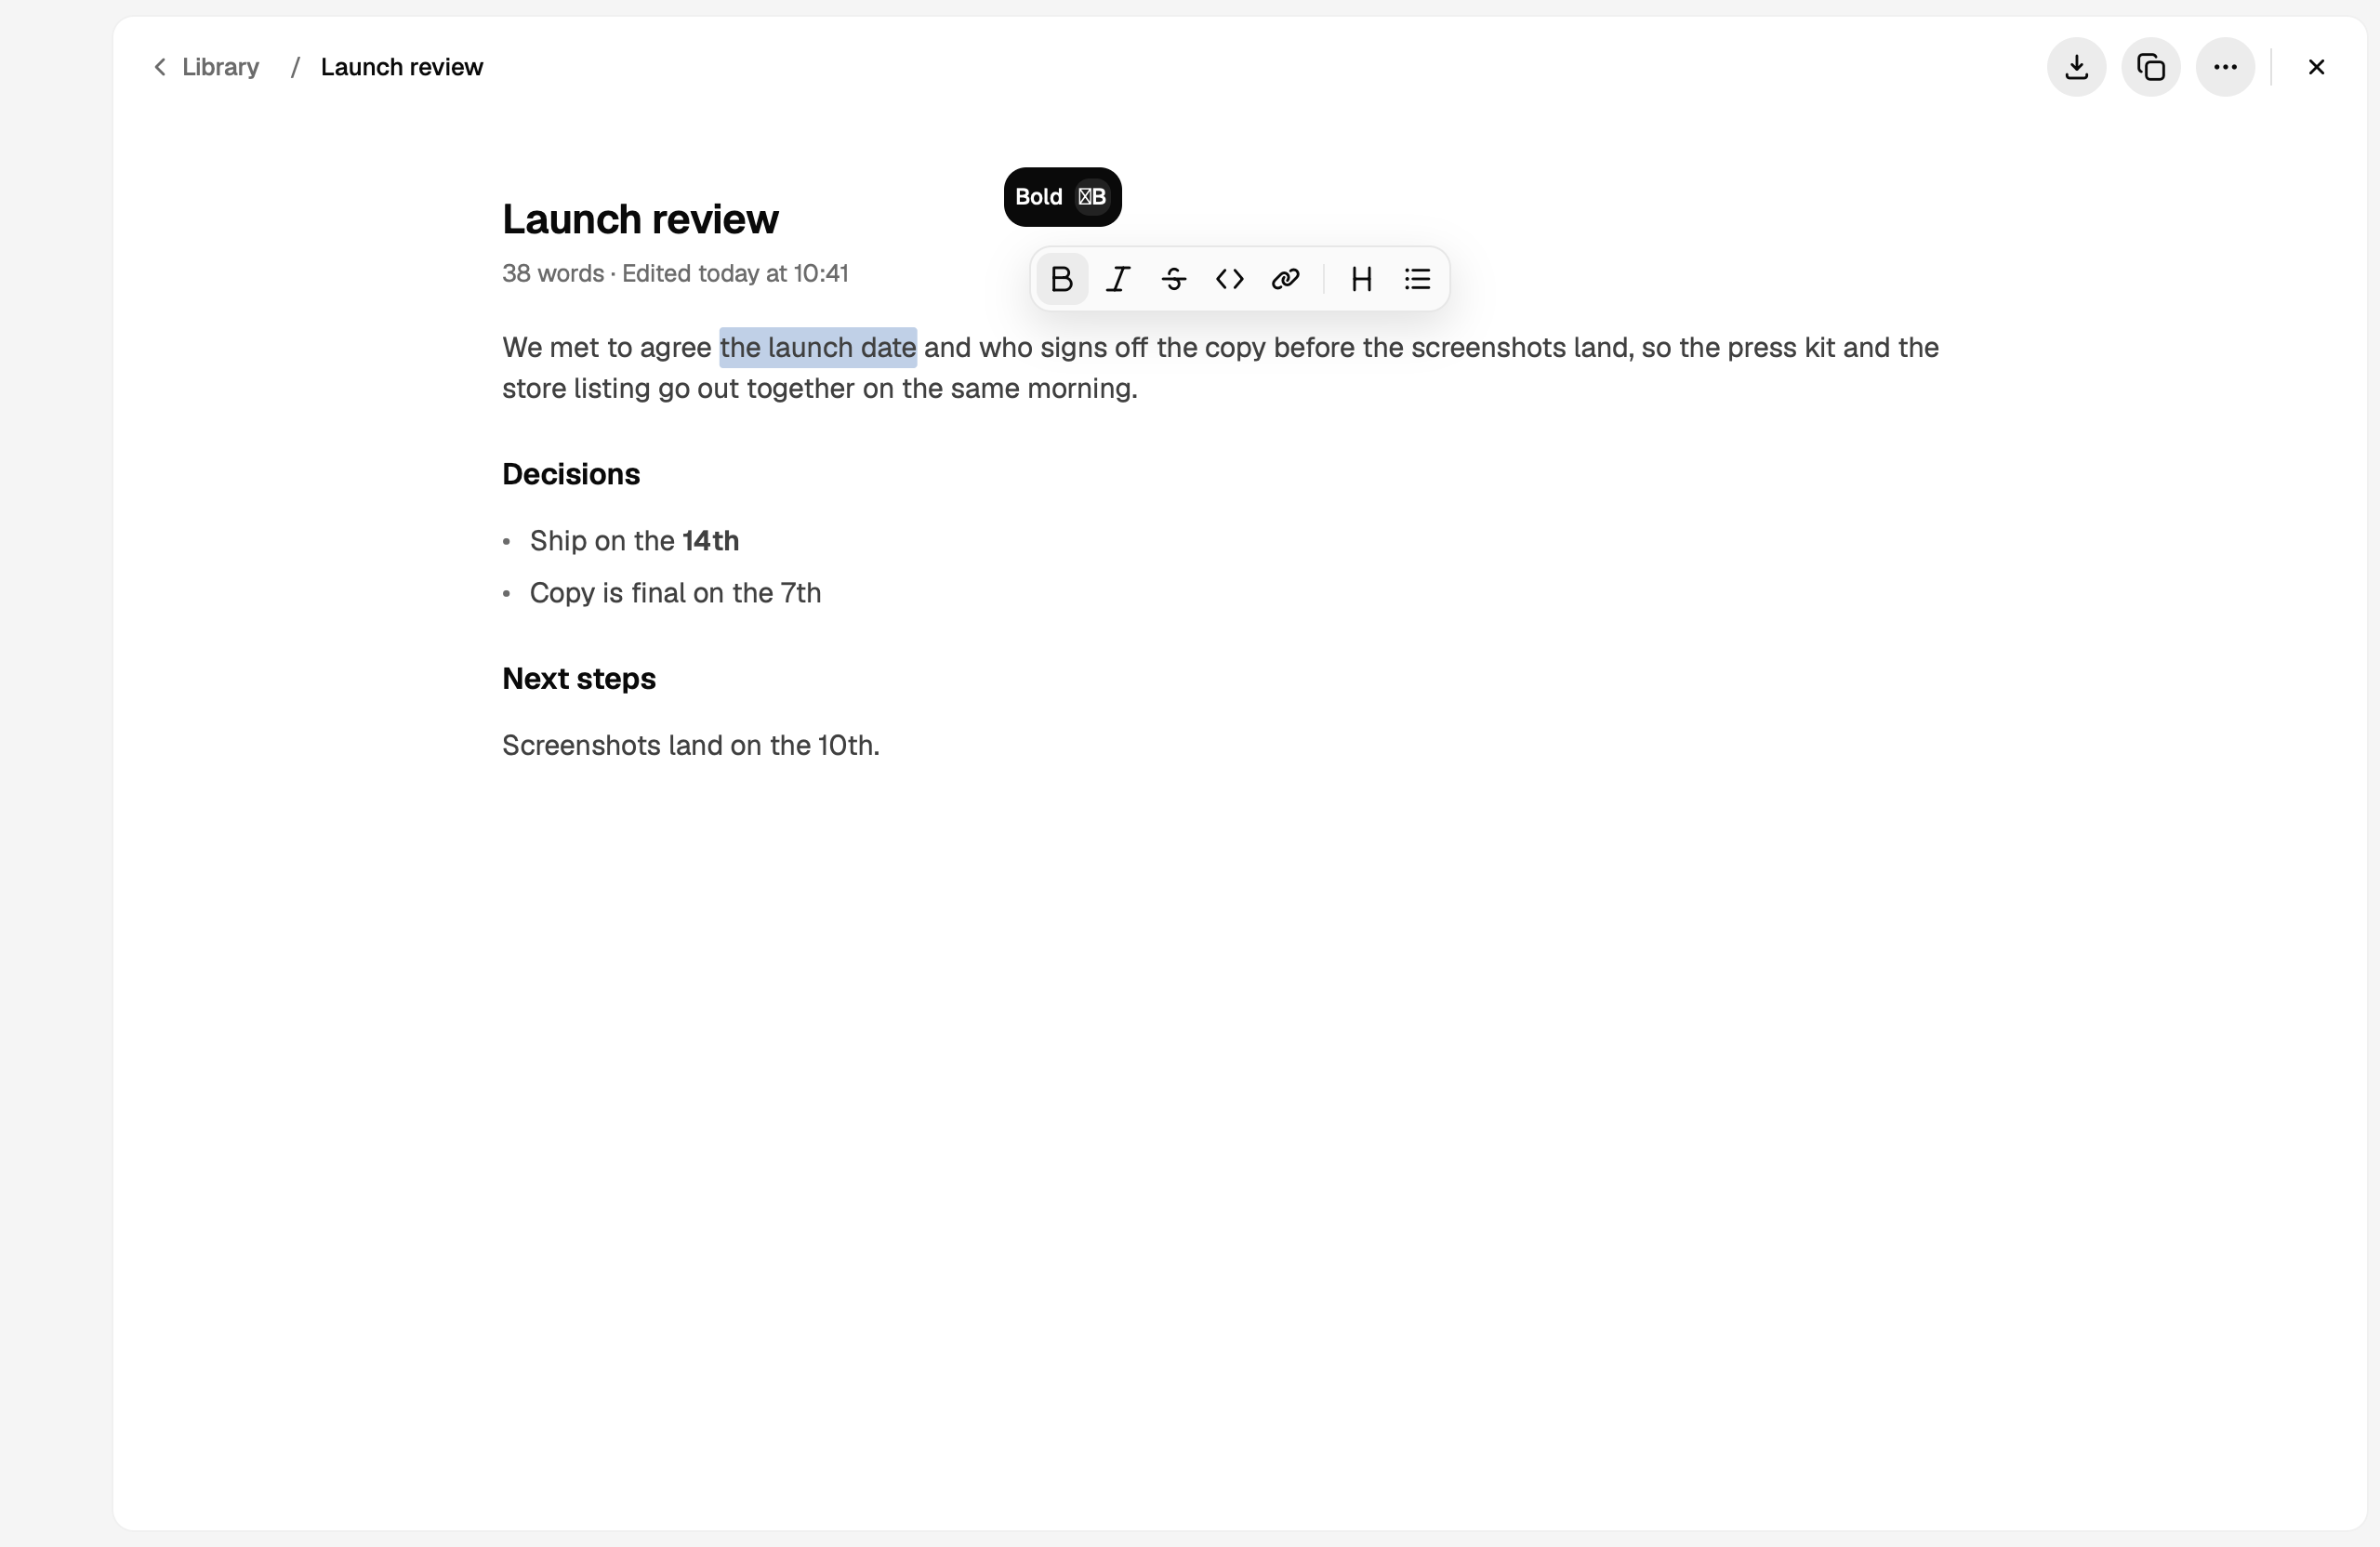 Library / Launch review
Bold ⌧B
Launch review
38 words · Edited today at 10:41
We met to agree the launch date and who signs off the copy before the screenshots land, so the press kit and the
store listing go out together on the same morning.
Decisions
• Ship on the 14th
• Copy is final on the 7th
Next steps
Screenshots land on the 10th.